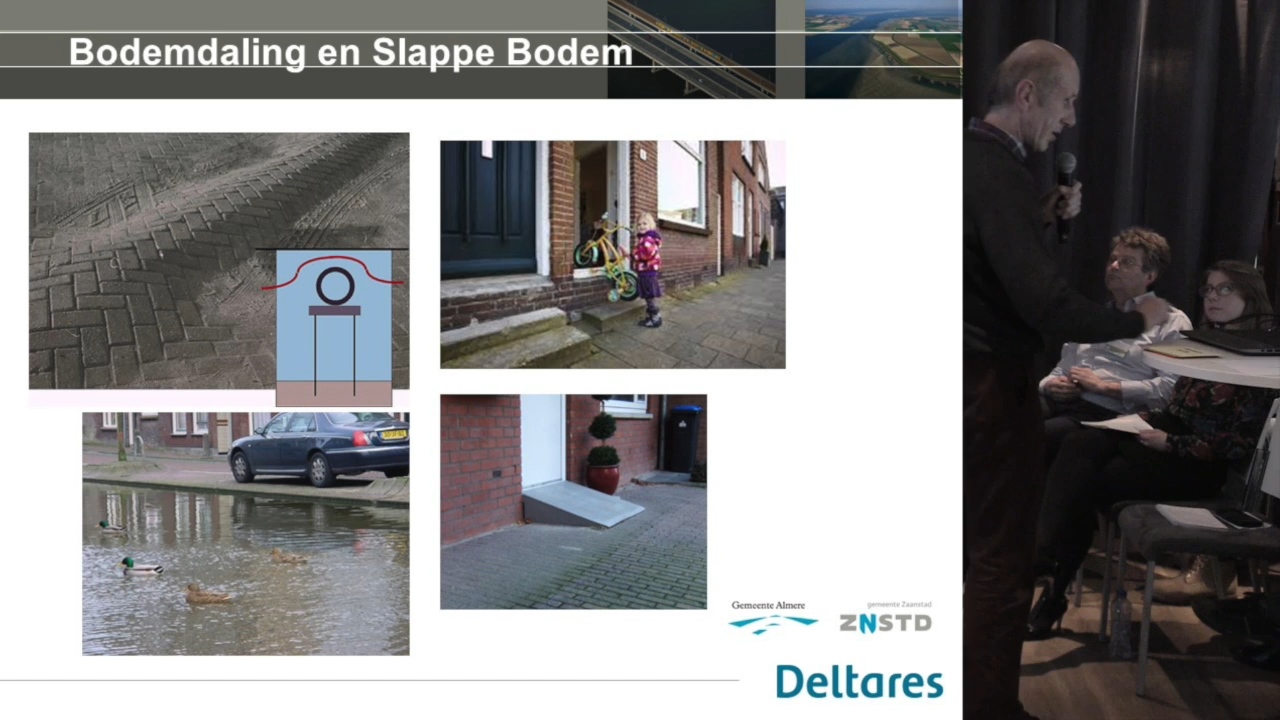 Bodemdaling en Slappe Bodem
Gemeente Almere
gemeente Zaanstad
ZNSTD
Deltares